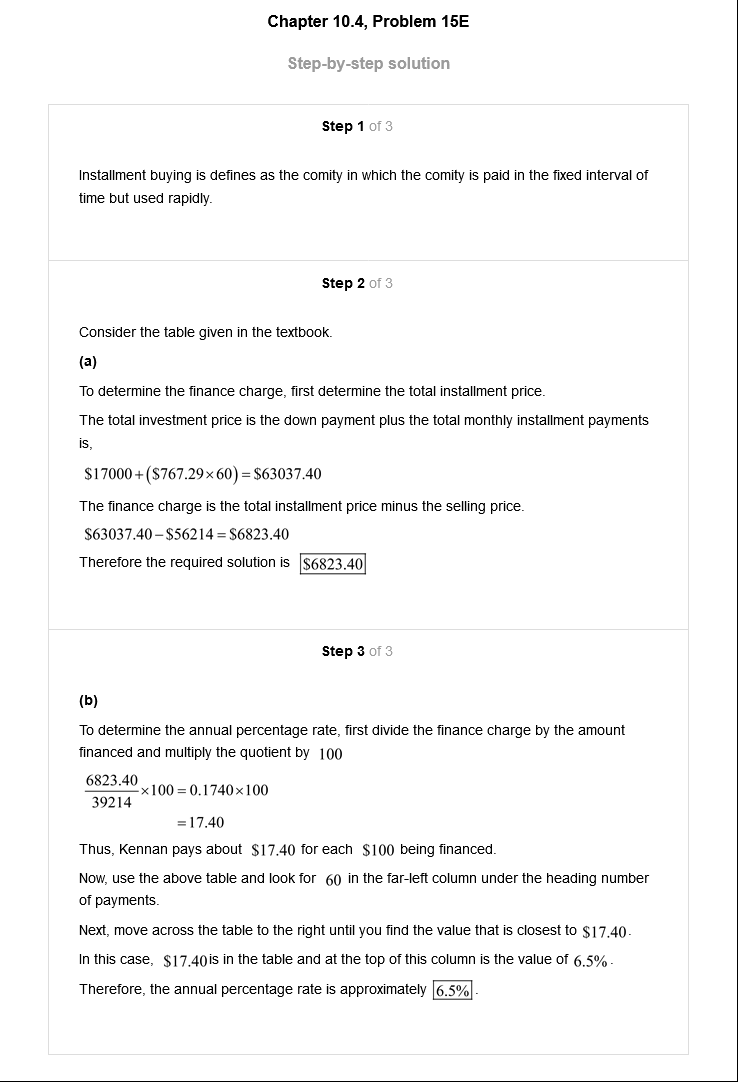 Chapter 10.4, Problem 15E
Step-by-step solution
Step 1 of 3
Installment buying is defines as the comity in which the comity is paid in the fixed interval of
time but used rapidly.
Step 2 of 3
Consider the table given in the textbook.
(a)
To determine the finance charge, first determine the total installment price.
The total investment price is the down payment plus the total monthly installment payments
is,
$17000+($767.29×60)=$63037.40
The finance charge is the total installment price minus the selling price.
$63037.40−$56214=$6823.40
Therefore the required solution is $6823.40
Step 3 of 3
(b)
To determine the annual percentage rate, first divide the finance charge by the amount
financed and multiply the quotient by 100
6823.40
39214
×100=0.1740×100
=17.40
Thus, Kennan pays about $17.40 for each $100 being financed.
Now, use the above table and look for 60 in the far-left column under the heading number
of payments.
Next, move across the table to the right until you find the value that is closest to $17.40.
In this case, $17.40 is in the table and at the top of this column is the value of 6.5%.
Therefore, the annual percentage rate is approximately 6.5%.